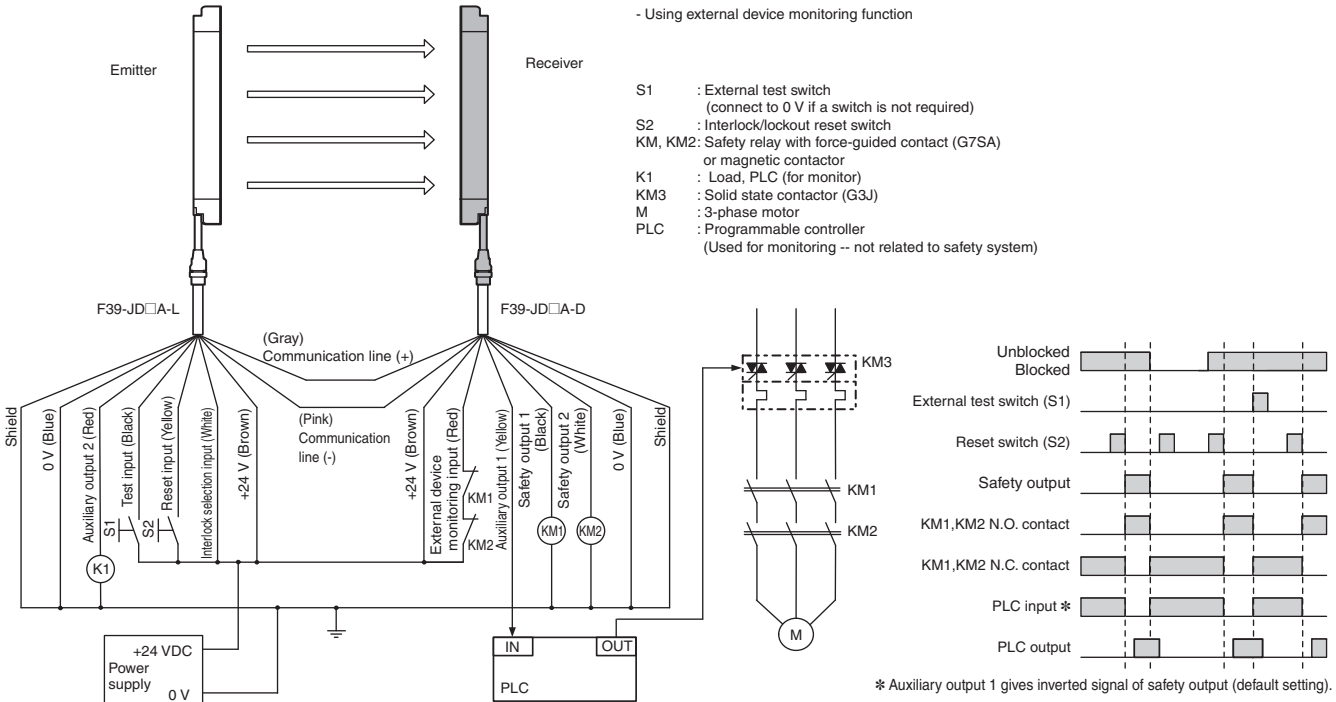 - Using external device monitoring function
Emitter
Receiver
S1 : External test switch
(connect to 0 V if a switch is not required)
S2 : Interlock/lockout reset switch
KM, KM2: Safety relay with force-guided contact (G7SA)
or magnetic contactor
K1 : Load, PLC (for monitor)
KM3 : Solid state contactor (G3J)
M : 3-phase motor
PLC : Programmable controller
(Used for monitoring -- not related to safety system)
F39-JD□A-L
F39-JD□A-D
(Gray)
Communication line (+)
(Pink)
Communication
line (-)
Shield
0 V (Blue)
Auxiliary output 2 (Red)
Test input (Black)
Reset input (Yellow)
Interlock selection input (White)
+24 V (Brown)
+24 V (Brown)
External device
monitoring input (Red)
Auxiliary output 1 (Yellow)
Safety output 1
(Black)
Safety output 2
(White)
0 V (Blue)
Shield
S1
S2
K1
KM1
KM2
KM1
KM2
+24 VDC
Power
supply
0 V
IN
OUT
PLC
KM3
KM1
KM2
M
Unblocked
Blocked
External test switch (S1)
Reset switch (S2)
Safety output
KM1,KM2 N.O. contact
KM1,KM2 N.C. contact
PLC input ✻
PLC output
✻ Auxiliary output 1 gives inverted signal of safety output (default setting).